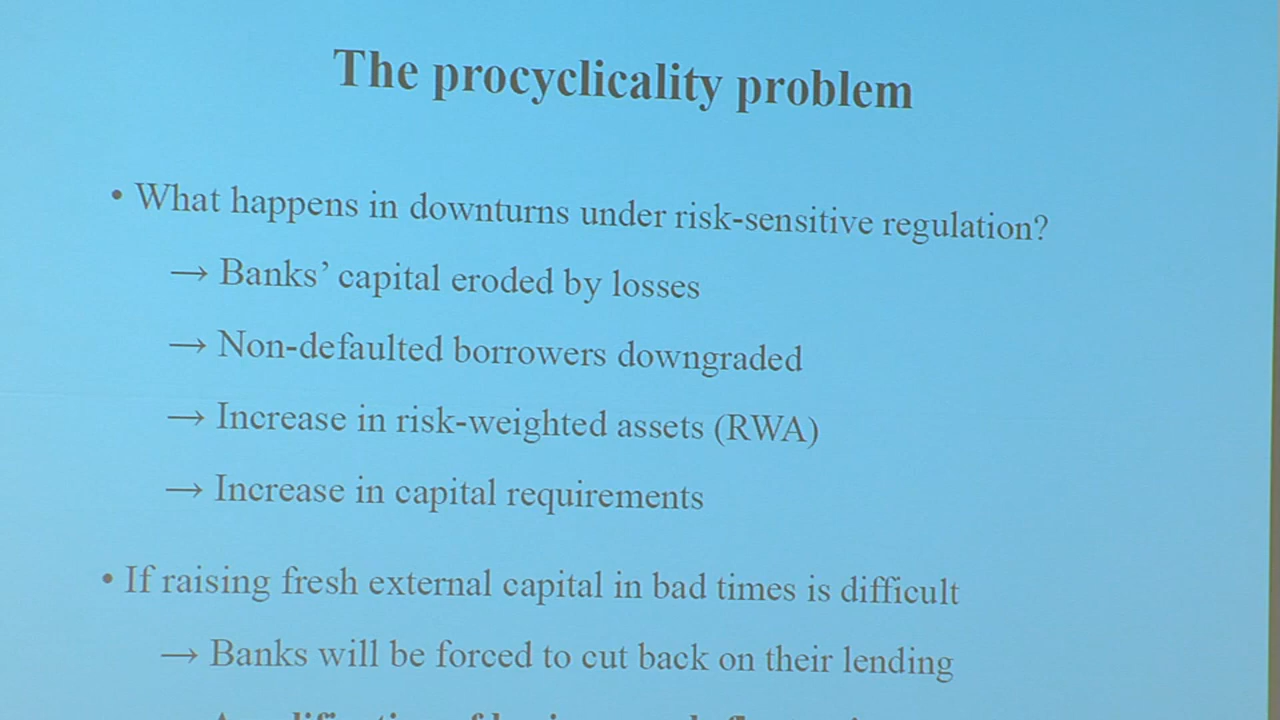 The procyclicality problem
• What happens in downturns under risk-sensitive regulation?
→ Banks’ capital eroded by losses
→ Non-defaulted borrowers downgraded
→ Increase in risk-weighted assets (RWA)
→ Increase in capital requirements
• If raising fresh external capital in bad times is difficult
→ Banks will be forced to cut back on their lending